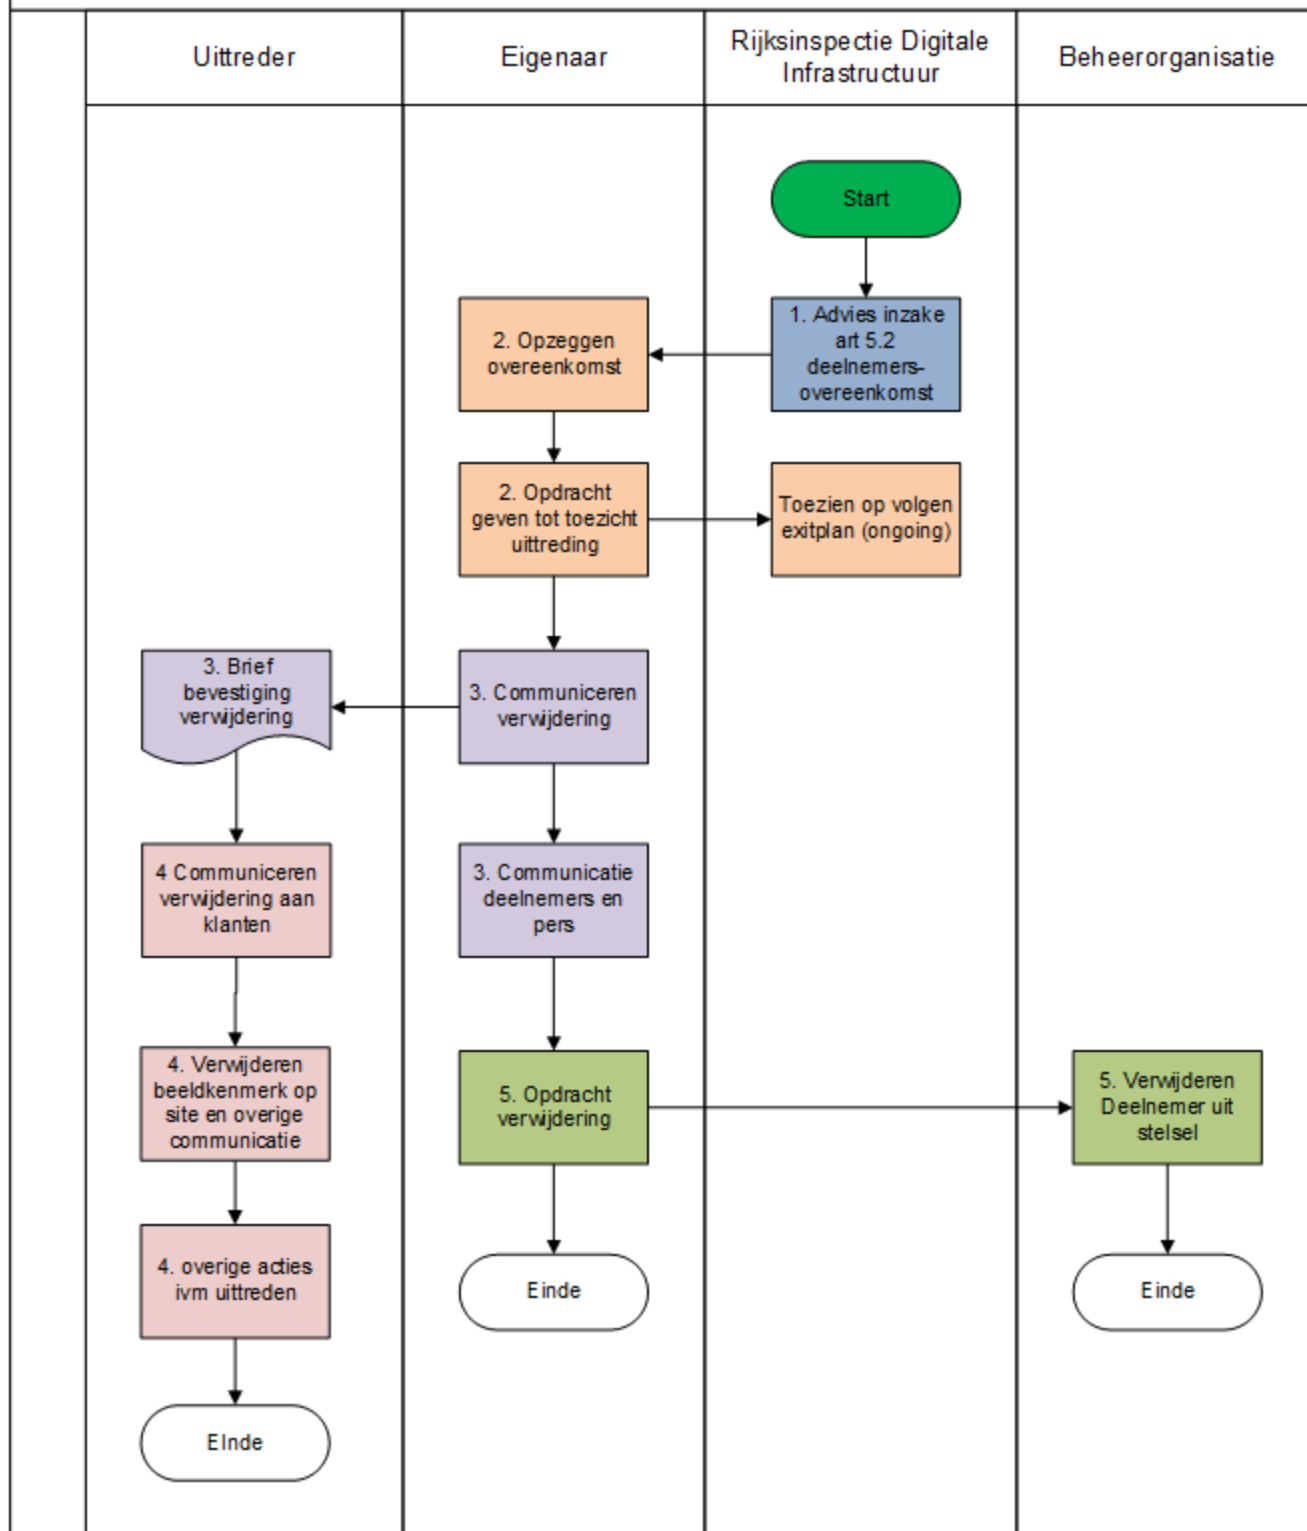 Uittreder
Eigenaar
Rijksinspectie Digitale
Infrastructuur
Beheerorganisatie
Start
1. Advies inzake
art 5.2
deelnemers-
overeenkomst
2. Opzeggen
overeenkomst
2. Opdracht
geven tot toezicht
uittreding
Toezien op volgen
exitplan (ongoing)
3. Brief
bevestiging
verwijdering
3. Communiceren
verwijdering
4 Communiceren
verwijdering aan
klanten
3. Communicatie
deelnemers en
pers
4. Verwijderen
beeldkenmerk op
site en overige
communicatie
5. Opdracht
verwijdering
5. Verwijderen
Deelnemer uit
stelsel
4. overige acties
ivm uittreden
Einde
Einde
EInde